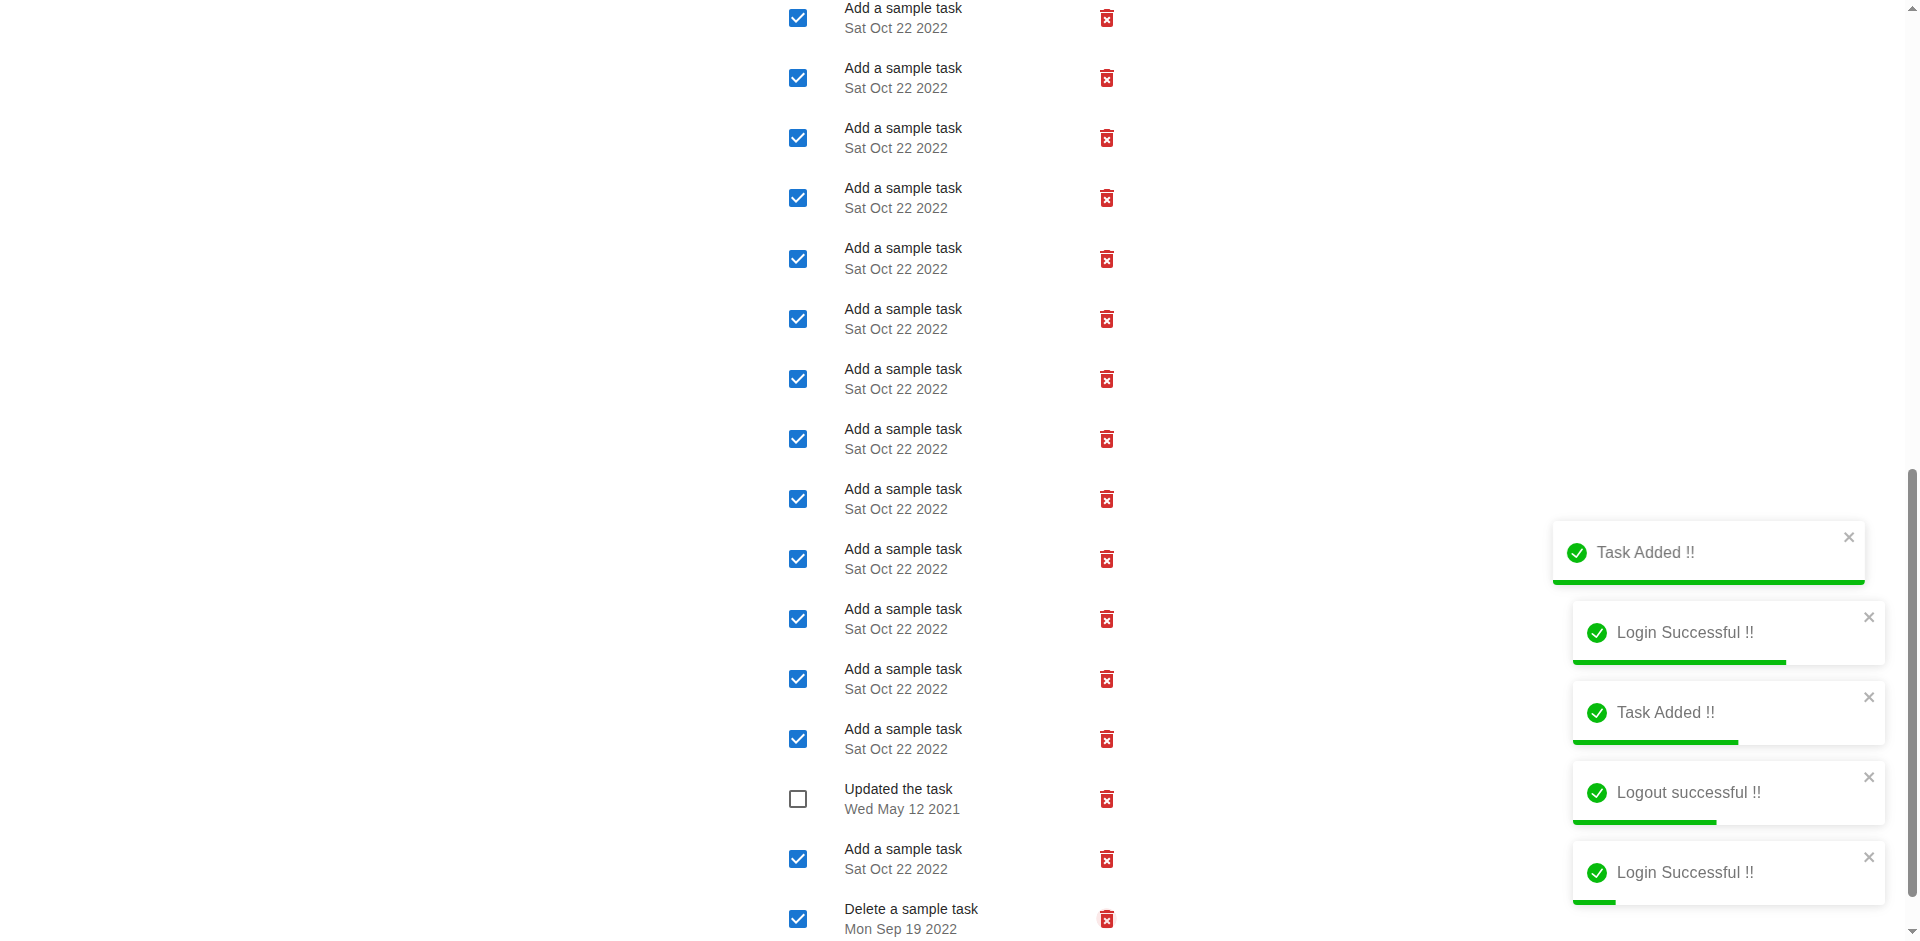 Add a sample task
Sat Oct 22 2022
Add a sample task
Sat Oct 22 2022
Add a sample task
Sat Oct 22 2022
Add a sample task
Sat Oct 22 2022
Add a sample task
Sat Oct 22 2022
Add a sample task
Sat Oct 22 2022
Add a sample task
Sat Oct 22 2022
Add a sample task
Sat Oct 22 2022
Add a sample task
Sat Oct 22 2022
Add a sample task
Sat Oct 22 2022
Add a sample task
Sat Oct 22 2022
Add a sample task
Sat Oct 22 2022
Add a sample task
Sat Oct 22 2022
Updated the task
Wed May 12 2021
Add a sample task
Sat Oct 22 2022
Delete a sample task
Mon Sep 19 2022
Task Added !!
Login Successful !!
Task Added !!
Logout successful !!
Login Successful !!